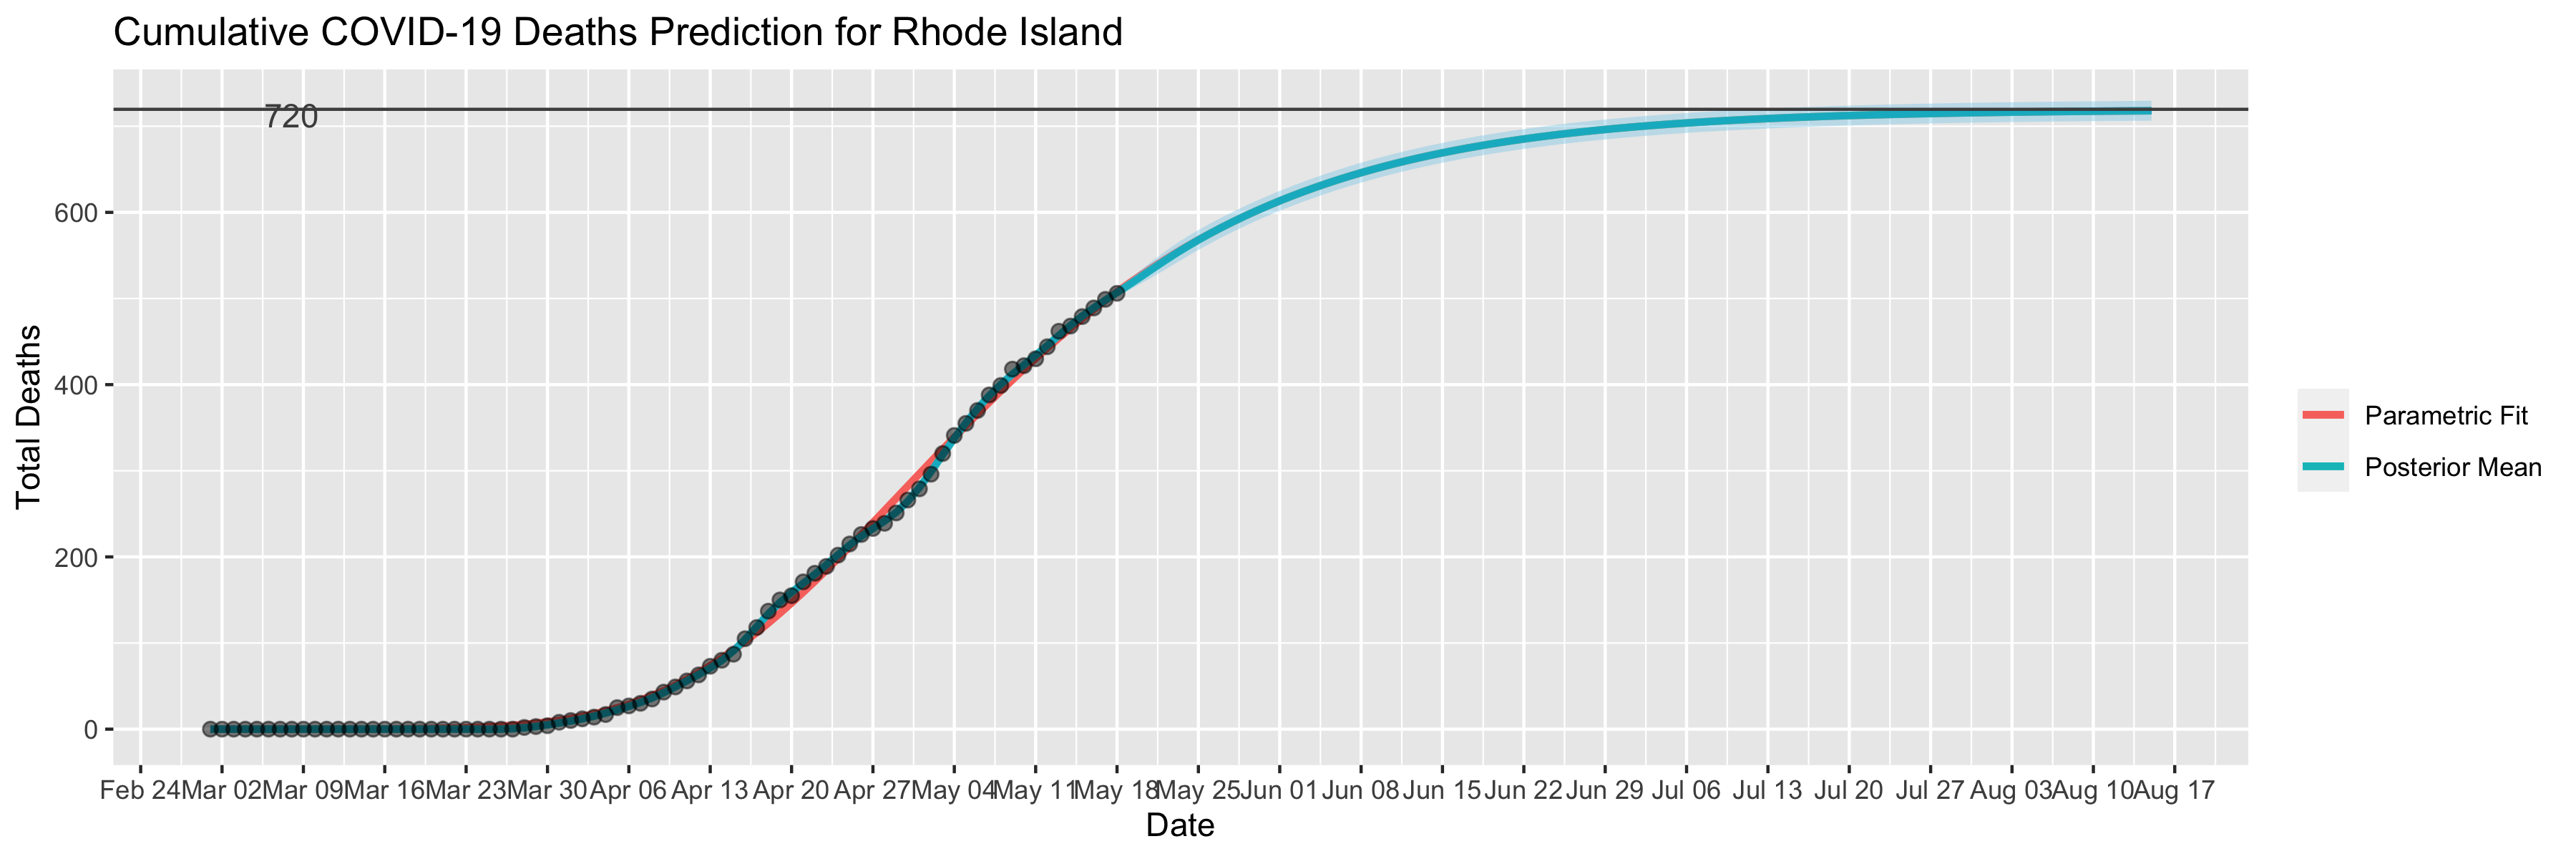 Cumulative COVID-19 Deaths Prediction for Rhode Island
720
600
400
200
0
Total Deaths
Feb 24 Mar 02 Mar 09 Mar 16 Mar 23 Mar 30 Apr 06 Apr 13 Apr 20 Apr 27 May 04 May 11 May 18 May 25 Jun 01 Jun 08 Jun 15 Jun 22 Jun 29 Jul 06 Jul 13 Jul 20 Jul 27 Aug 03 Aug 10 Aug 17
Date
Parametric Fit
Posterior Mean